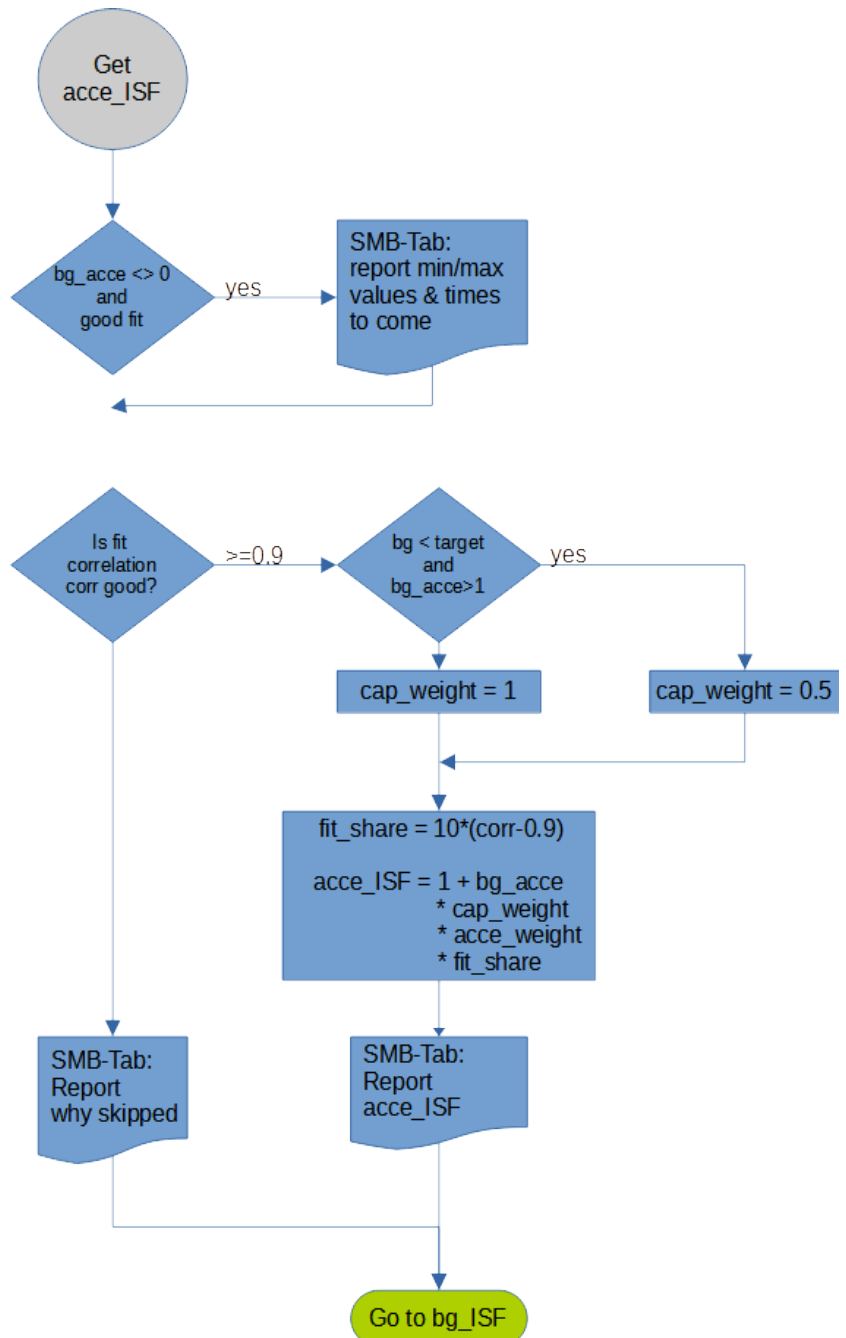 Get
acce_ISF
bg_acce <> 0
and
good fit
yes
SMB-Tab:
report min/max
values & times
to come
Is fit
correlation
corr good?
>=0.9
bg < target
and
bg_acce>1
yes
cap_weight = 1
cap_weight = 0.5
fit_share = 10*(corr-0.9)
acce_ISF = 1 + bg_acce
* cap_weight
* acce_weight
* fit_share
SMB-Tab:
Report
why skipped
SMB-Tab:
Report
acce_ISF
Go to bg_ISF